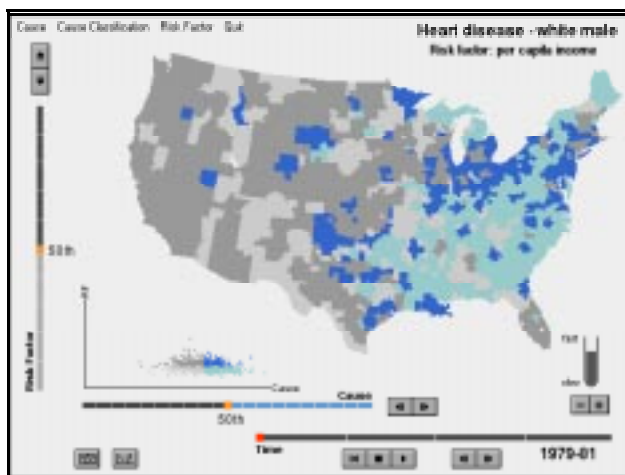 Cause Cause Classification Risk Factor Quit
Heart disease - white male
Risk factor: per capita income
50th
Risk Factor
Cause
Cause
50th
Time
1979-81